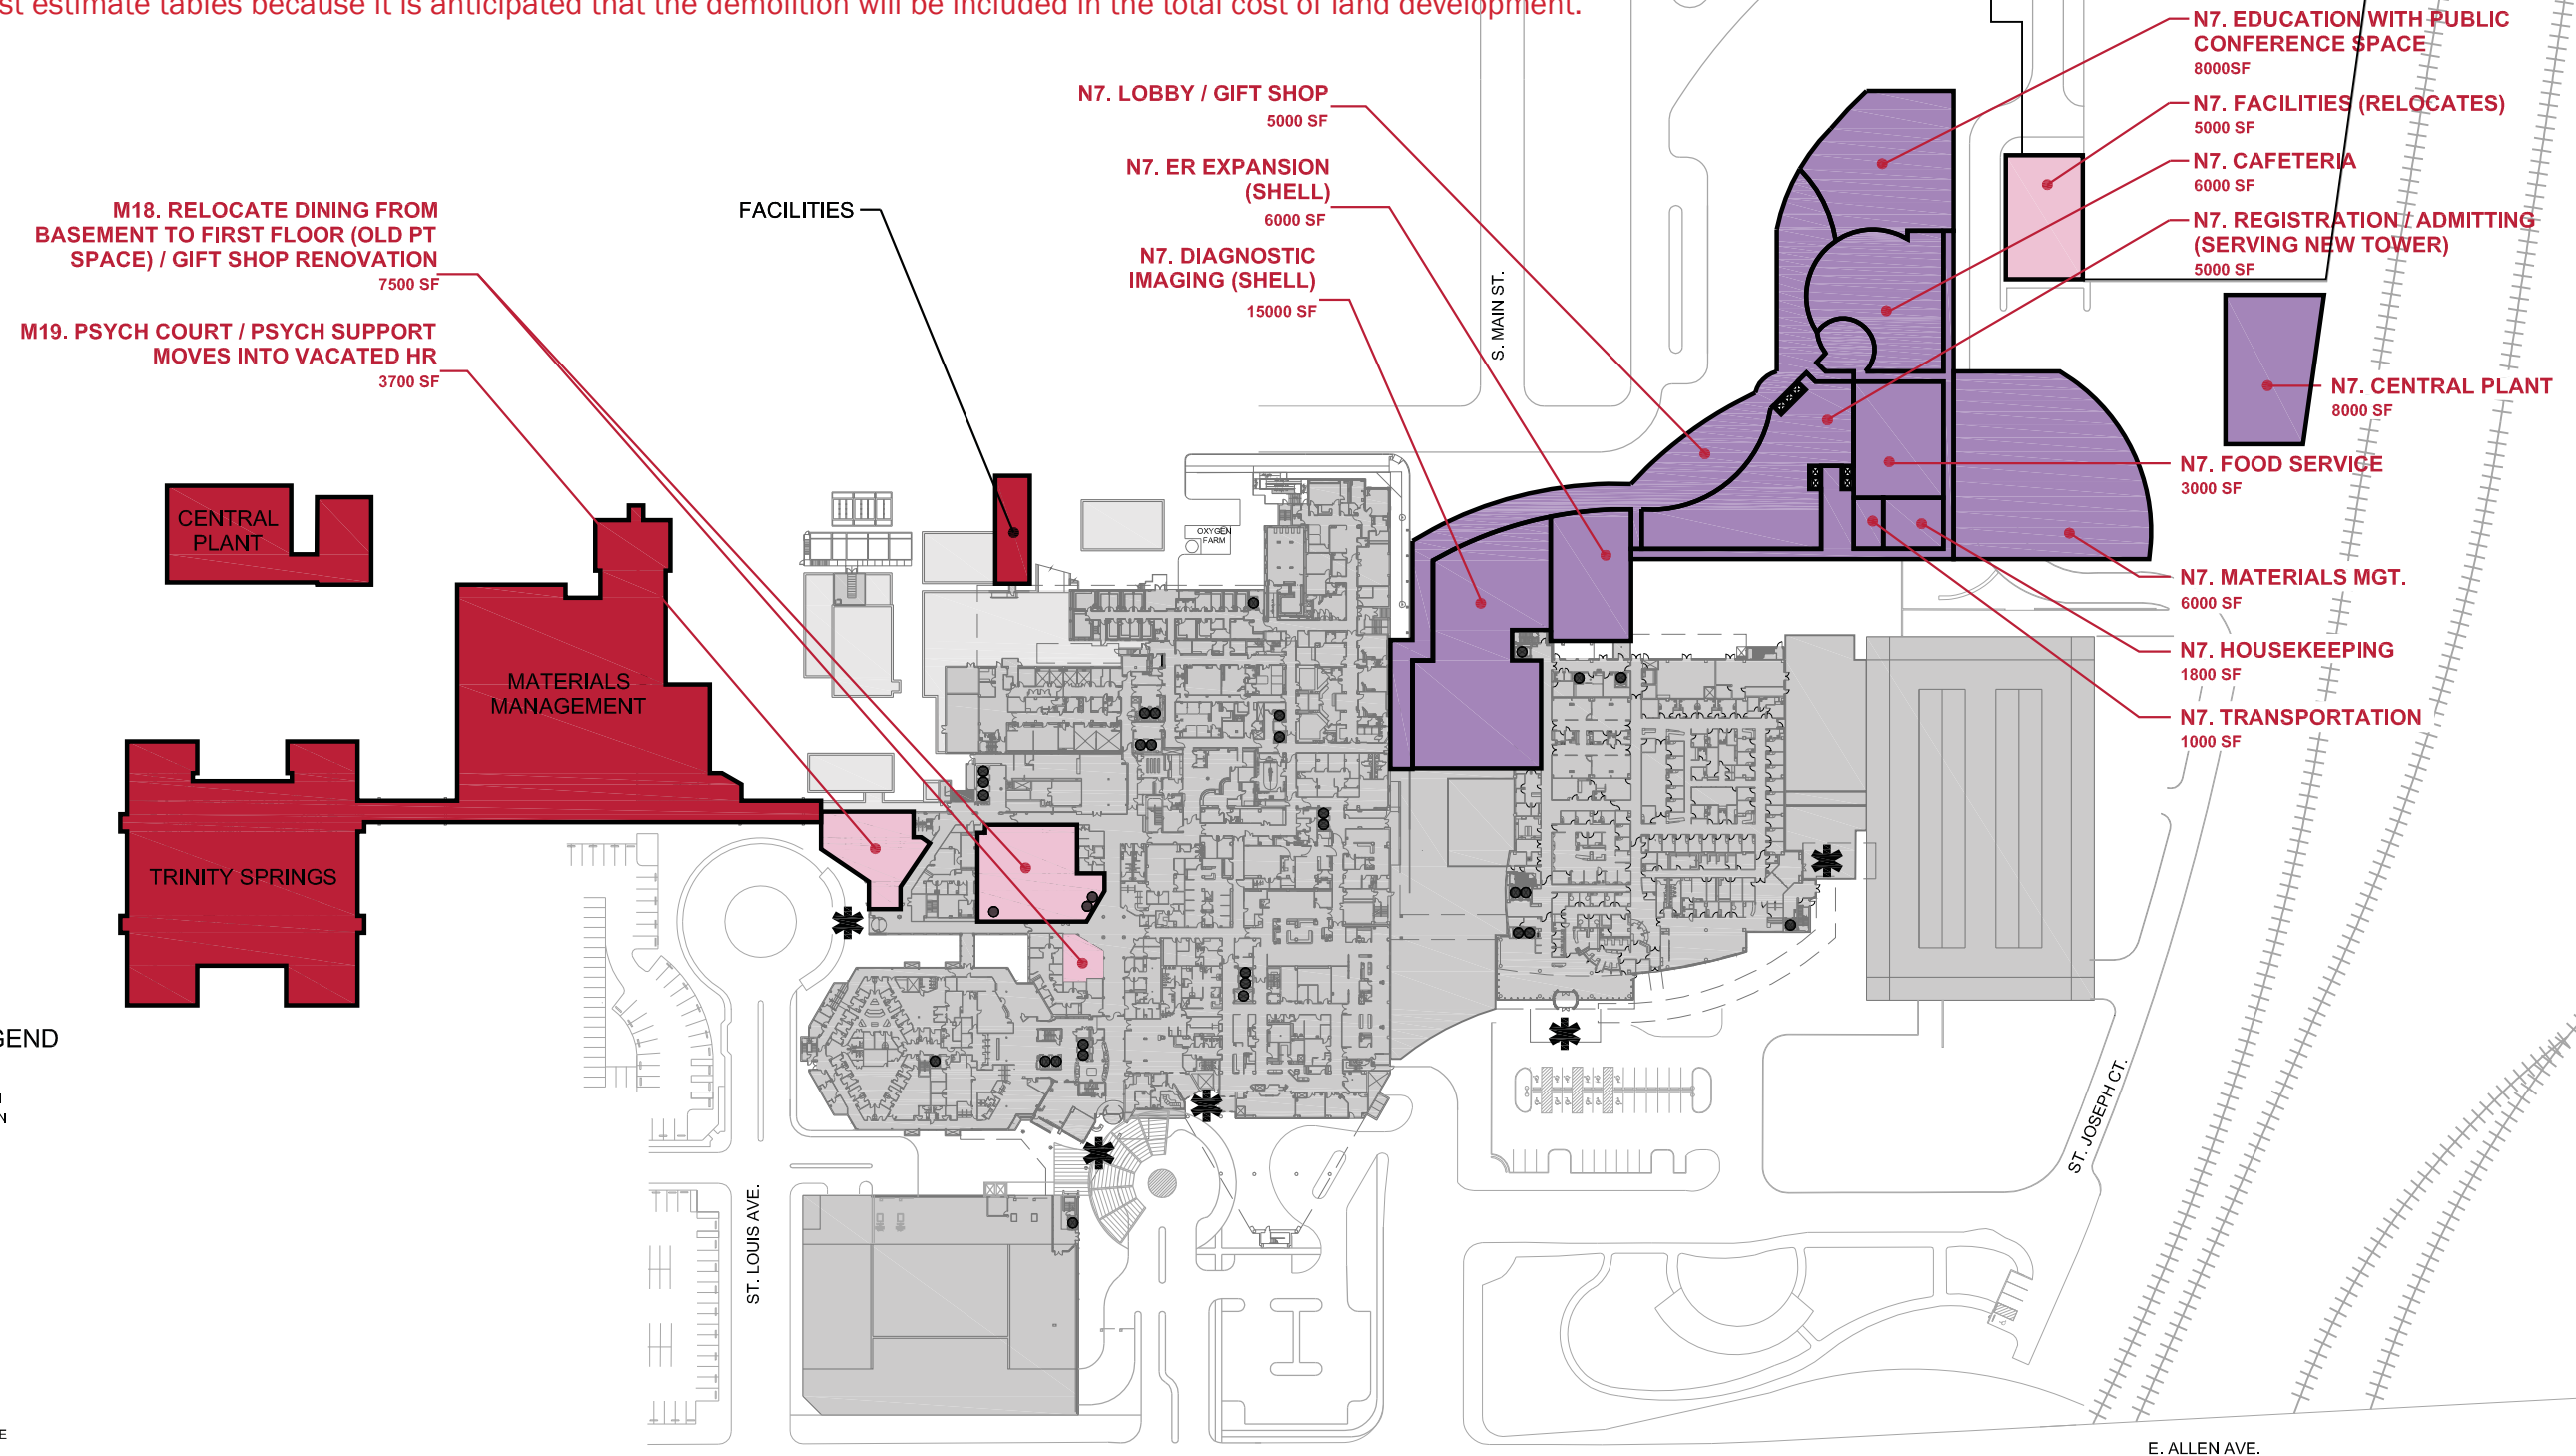 st estimate tables because it is anticipated that the demolition will be included in the total cost of land development.
N7. EDUCATION WITH PUBLIC
CONFERENCE SPACE
8000SF
N7. FACILITIES (RELOCATES)
5000 SF
N7. CAFETERIA
6000 SF
N7. REGISTRATION / ADMITTING
(SERVING NEW TOWER)
5000 SF
N7. LOBBY / GIFT SHOP
5000 SF
N7. ER EXPANSION
(SHELL)
6000 SF
N7. DIAGNOSTIC
IMAGING (SHELL)
15000 SF
M18. RELOCATE DINING FROM
BASEMENT TO FIRST FLOOR (OLD PT
SPACE) / GIFT SHOP RENOVATION
7500 SF
M19. PSYCH COURT / PSYCH SUPPORT
MOVES INTO VACATED HR
3700 SF
FACILITIES
S. MAIN ST.
N7. CENTRAL PLANT
8000 SF
N7. FOOD SERVICE
3000 SF
CENTRAL
PLANT
OXYGEN
FARM
N7. MATERIALS MGT.
6000 SF
N7. HOUSEKEEPING
1800 SF
N7. TRANSPORTATION
1000 SF
MATERIALS
MANAGEMENT
TRINITY SPRINGS
GEND
N
ST. JOSEPH CT.
ST. LOUIS AVE.
E
E. ALLEN AVE.